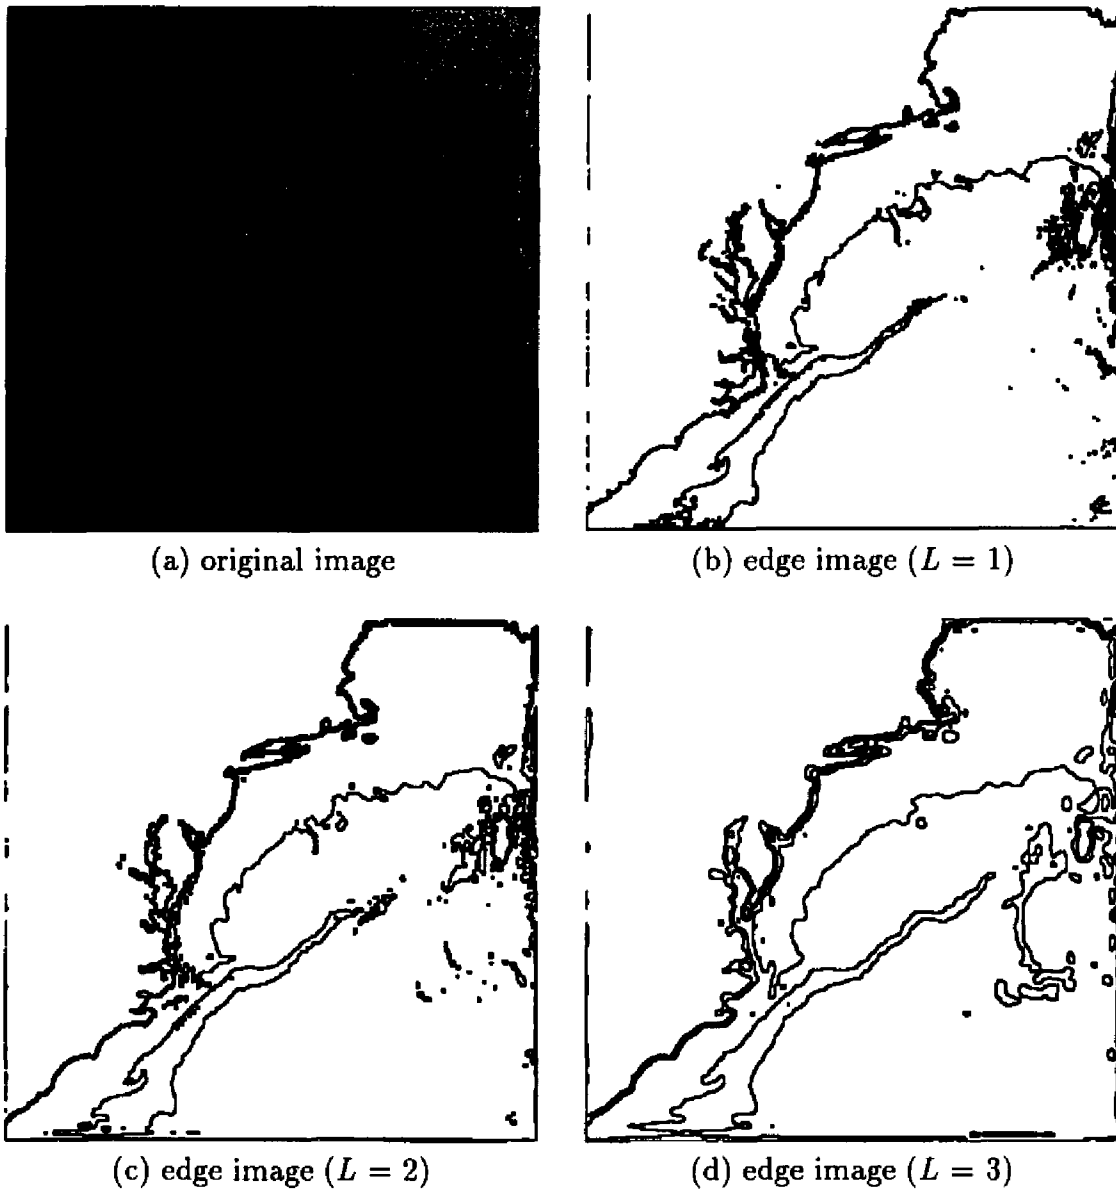 (a) original image
(b) edge image (L = 1)
(c) edge image (L = 2)
(d) edge image (L = 3)